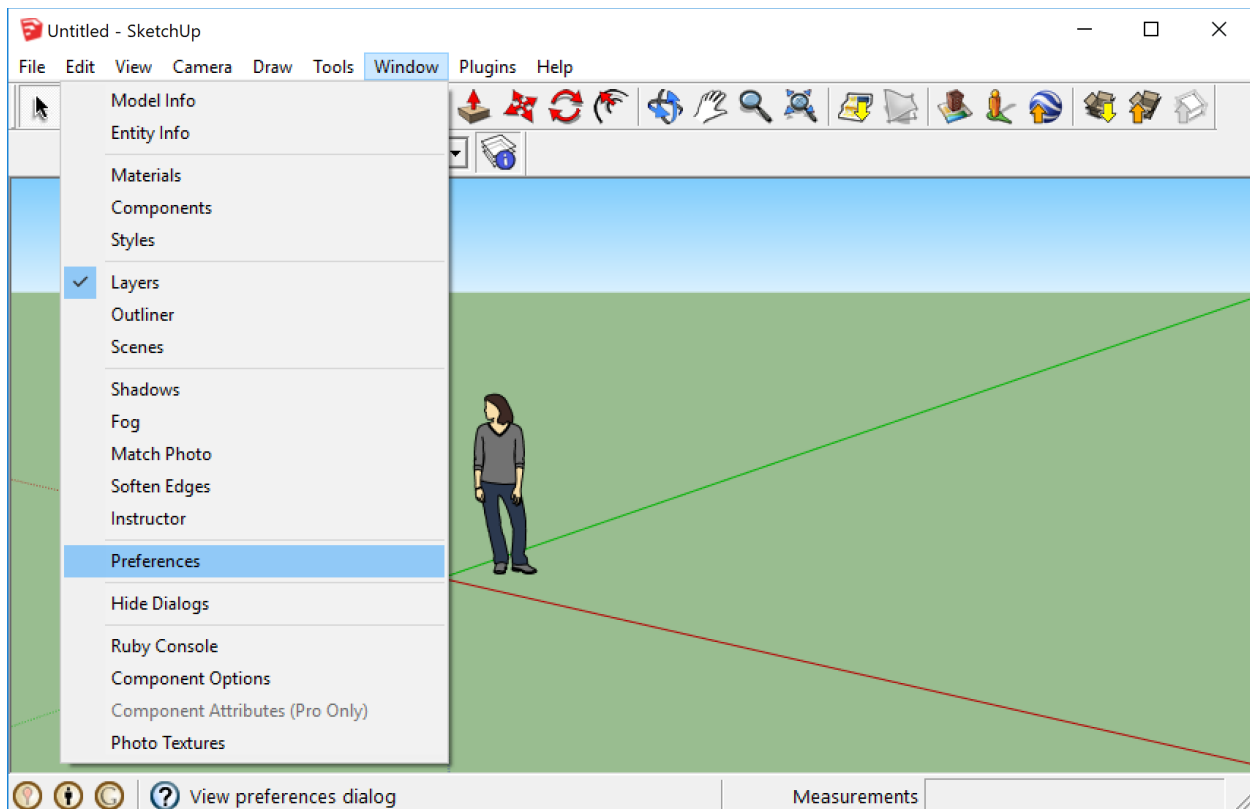 Untitled - SketchUp
File Edit View Camera Draw Tools Window Plugins Help
Model Info
Entity Info
Materials
Components
Styles
Layers
Outliner
Scenes
Shadows
Fog
Match Photo
Soften Edges
Instructor
Preferences
Hide Dialogs
Ruby Console
Component Options
Component Attributes (Pro Only)
Photo Textures
View preferences dialog Measurements